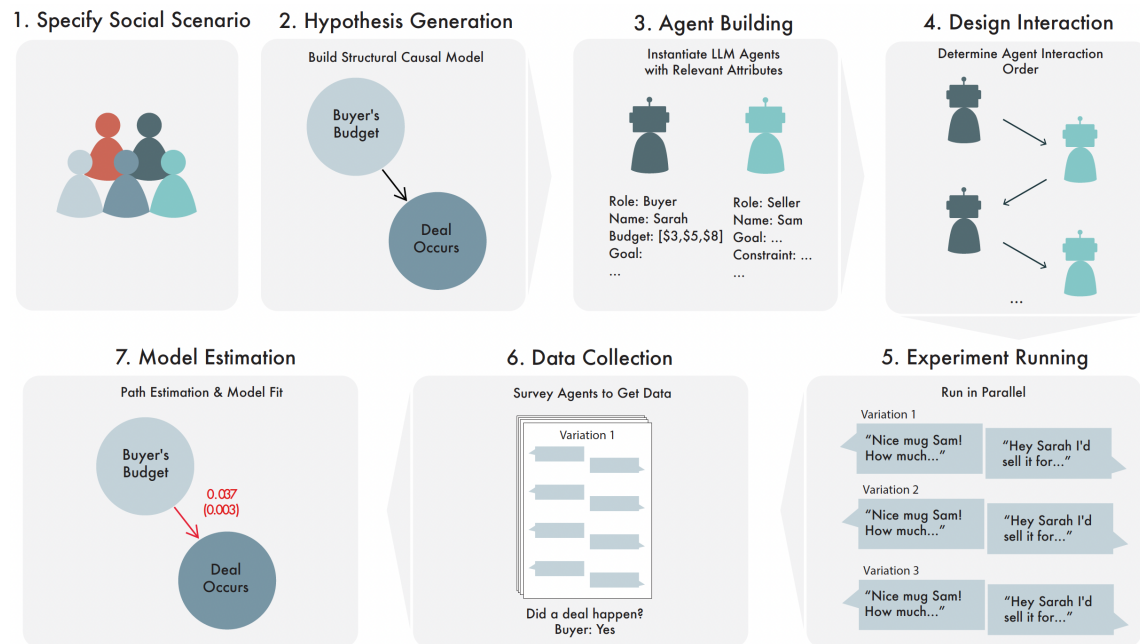 1. Specify Social Scenario
2. Hypothesis Generation
Build Structural Causal Model
Buyer's
Budget
Deal
Occurs
3. Agent Building
Instantiate LLM Agents
with Relevant Attributes
Role: Buyer
Name: Sarah
Budget: [$3,$5,$8]
Goal:
...
Role: Seller
Name: Sam
Goal: ...
Constraint: ...
...
4. Design Interaction
Determine Agent Interaction
Order
...
5. Experiment Running
Run in Parallel
Variation 1
“Nice mug Sam!
How much...”
“Hey Sarah I'd
sell it for...”
Variation 2
“Nice mug Sam!
How much...”
“Hey Sarah I'd
sell it for...”
Variation 3
“Nice mug Sam!
How much...”
“Hey Sarah I'd
sell it for...”
6. Data Collection
Survey Agents to Get Data
Variation 1
Did a deal happen?
Buyer: Yes
7. Model Estimation
Path Estimation & Model Fit
Buyer's
Budget
0.037
(0.003)
Deal
Occurs